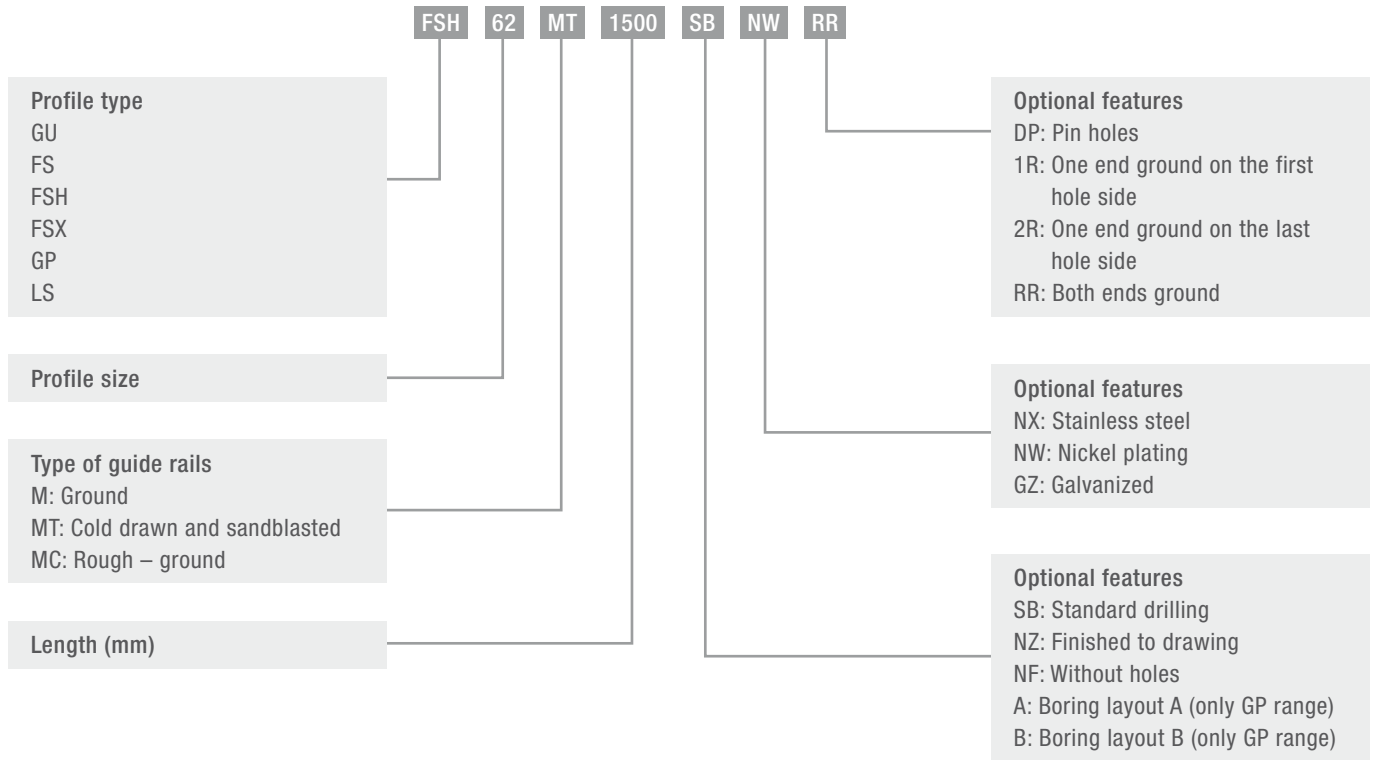 FSH 62 MT 1500 SB NW RR
Profile type
GU
FS
FSH
FSX
GP
LS
Profile size
Type of guide rails
M: Ground
MT: Cold drawn and sandblasted
MC: Rough – ground
Length (mm)
Optional features
DP: Pin holes
1R: One end ground on the first
hole side
2R: One end ground on the last
hole side
RR: Both ends ground
Optional features
NX: Stainless steel
NW: Nickel plating
GZ: Galvanized
Optional features
SB: Standard drilling
NZ: Finished to drawing
NF: Without holes
A: Boring layout A (only GP range)
B: Boring layout B (only GP range)